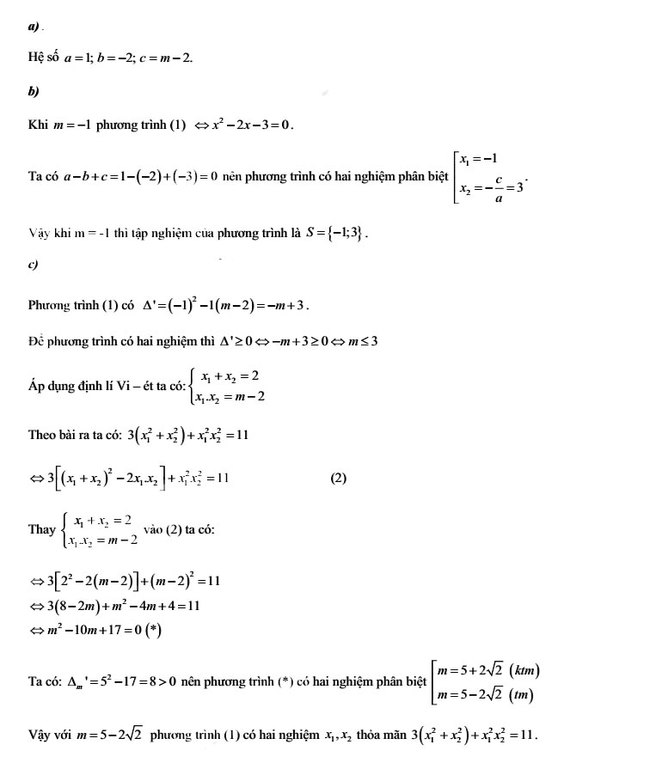 a) .
Hệ số a = 1; b = −2; c = m − 2.
b)
Khi m = −1 phương trình (1) ⇔ x² − 2x − 3 = 0.
Ta có a − b + c = 1 − (−2) + (−3) = 0 nên phương trình có hai nghiệm phân biệt [x₁ = −1; x₂ = −c/a = 3.
Vậy khi m = -1 thì tập nghiệm của phương trình là S = {−1;3}.
c)
Phương trình (1) có Δ' = (−1)² − 1(m − 2) = −m + 3.
Để phương trình có hai nghiệm thì Δ' ≥ 0 ⇔ −m + 3 ≥ 0 ⇔ m ≤ 3
Áp dụng định lí Vi – ét ta có: {x₁ + x₂ = 2; x₁.x₂ = m − 2
Theo bài ra ta có: 3(x₁² + x₂²) + x₁²x₂² = 11
⇔ 3[(x₁ + x₂)² − 2x₁.x₂] + x₁²x₂² = 11 (2)
Thay {x₁ + x₂ = 2; x₁.x₂ = m − 2 vào (2) ta có:
⇔ 3[2² − 2(m − 2)] + (m − 2)² = 11
⇔ 3(8 − 2m) + m² − 4m + 4 = 11
⇔ m² − 10m + 17 = 0 (*)
Ta có: Δₘ' = 5² − 17 = 8 > 0 nên phương trình (*) có hai nghiệm phân biệt [m = 5 + 2√2 (ktm); m = 5 − 2√2 (tm)
Vậy với m = 5 − 2√2 phương trình (1) có hai nghiệm x₁, x₂ thỏa mãn 3(x₁² + x₂²) + x₁²x₂² = 11.